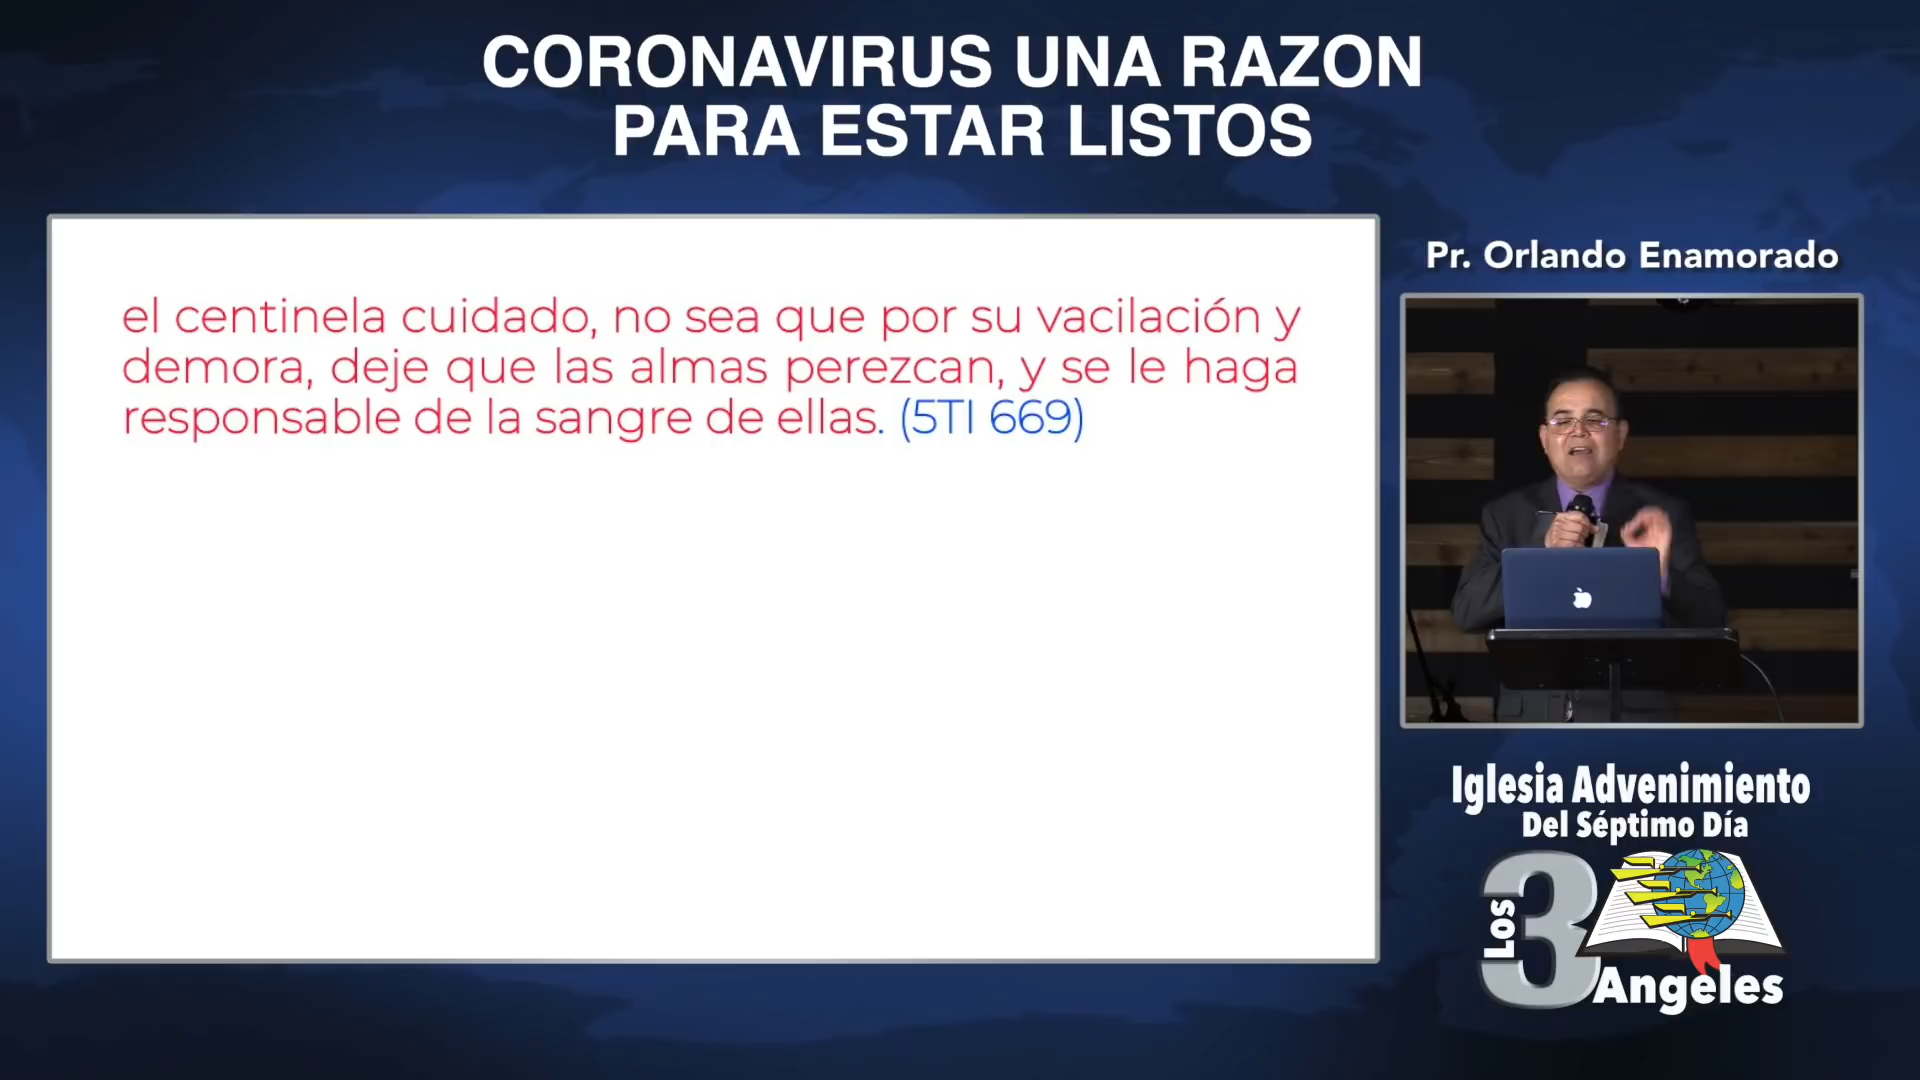 CORONAVIRUS UNA RAZON
PARA ESTAR LISTOS
el centinela cuidado, no sea que por su vacilación y
demora, deje que las almas perezcan, y se le haga
responsable de la sangre de ellas. (5TI 669)
Pr. Orlando Enamorado
Iglesia Advenimiento
Del Séptimo Día
Los 3
Angeles